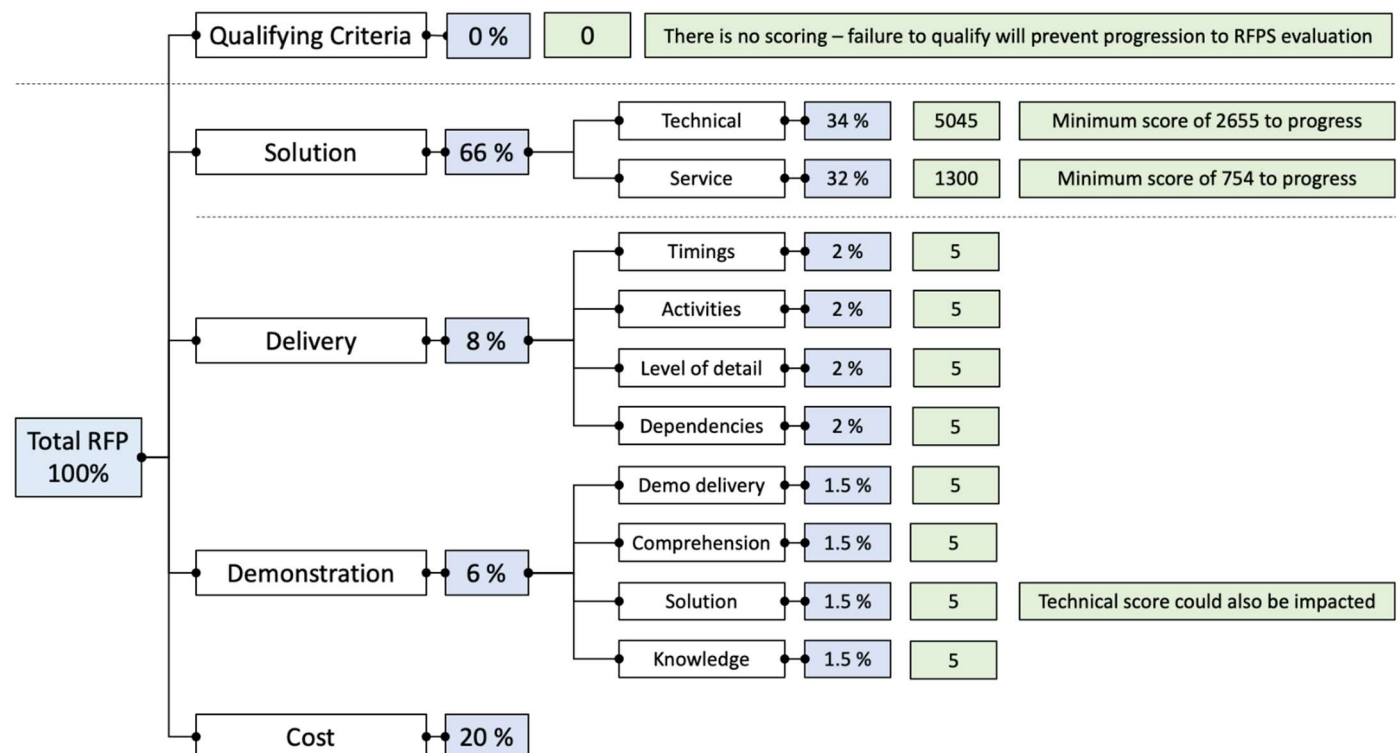 Qualifying Criteria 0 % 0 There is no scoring – failure to qualify will prevent progression to RFPS evaluation
Technical 34 % 5045 Minimum score of 2655 to progress
Solution 66 %
Service 32 % 1300 Minimum score of 754 to progress
Timings 2 % 5
Activities 2 % 5
Delivery 8 %
Level of detail 2 % 5
Dependencies 2 % 5
Total RFP
100%
Demo delivery 1.5 % 5
Comprehension 1.5 % 5
Demonstration 6 %
Solution 1.5 % 5 Technical score could also be impacted
Knowledge 1.5 % 5
Cost 20 %